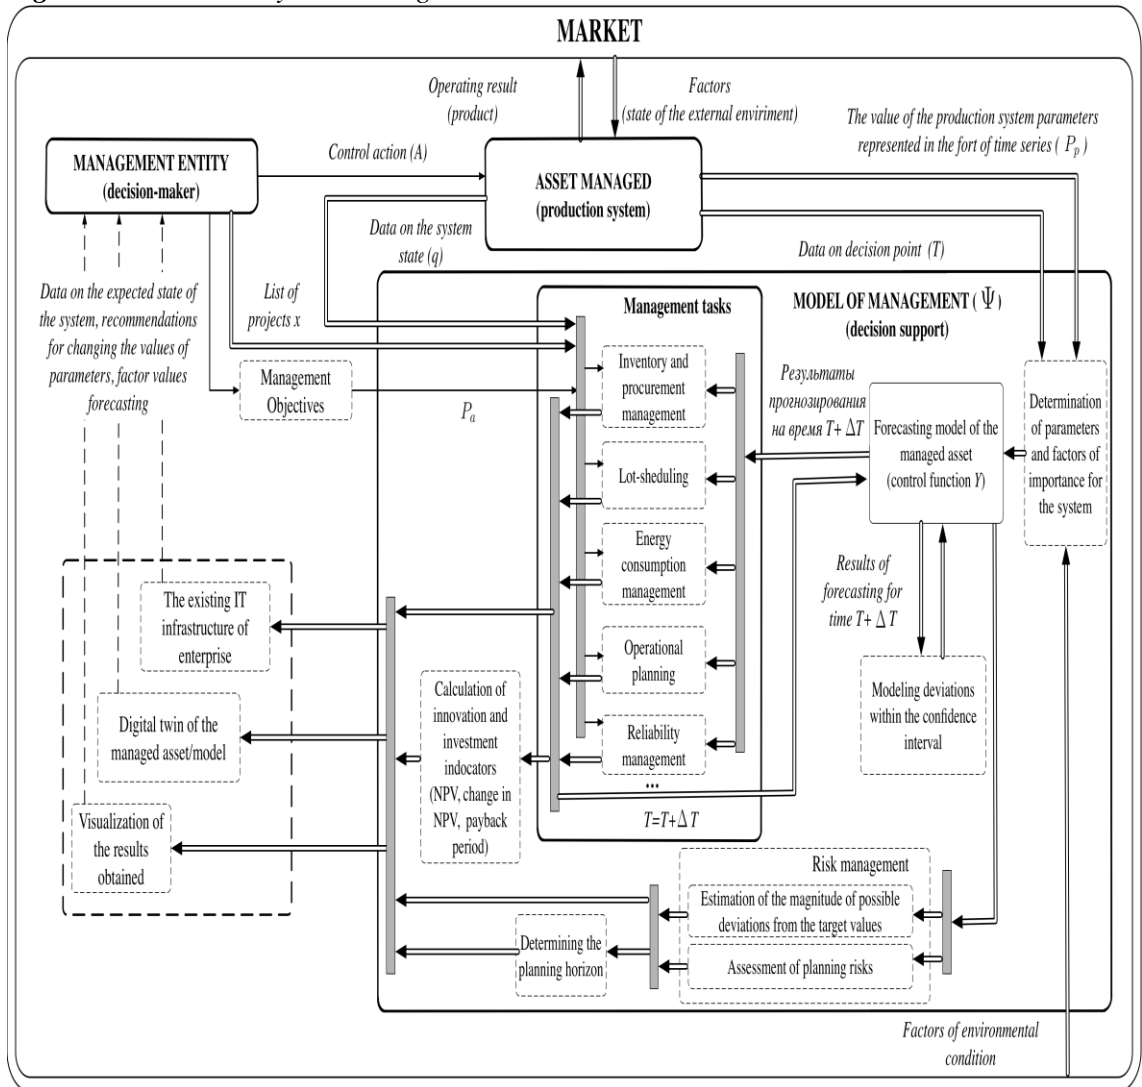 MARKET
Operating result
(product)
Factors
(state of the external enviriment)
The value of the production system parameters
represented in the fort of time series ( Pp )
MANAGEMENT ENTITY
(decision-maker)
Control action (A)
ASSET MANAGED
(production system)
Data on the system
state (q)
Data on decision point (T)
Data on the expected state of
the system, recommendations
for changing the values of
parameters, factor values
forecasting
List of
projects x
Management
Objectives
Pa
Management tasks
MODEL OF MANAGEMENT ( Ψ )
(decision support)
Inventory and
procurement
management
Lot-sheduling
Energy
consumption
management
Operational
planning
Reliability
management
...
T=T+ΔT
Результаты
прогнозирования
на время T+ ΔT
Forecasting model of the
managed asset
(control function Y)
Determination
of parameters
and factors of
importance for
the system
Results of
forecasting for
time T+ Δ T
Modeling deviations
within the confidence
interval
The existing IT
infrastructure of
enterprise
Digital twin of the
managed asset/model
Visualization of
the results
obtained
Calculation of
innovation and
investment
indocators
(NPV, change in
NPV, payback
period)
Risk management
Estimation of the magnitude of possible
deviations from the target values
Assessment of planning risks
Determining the
planning horizon
Factors of environmental
condition